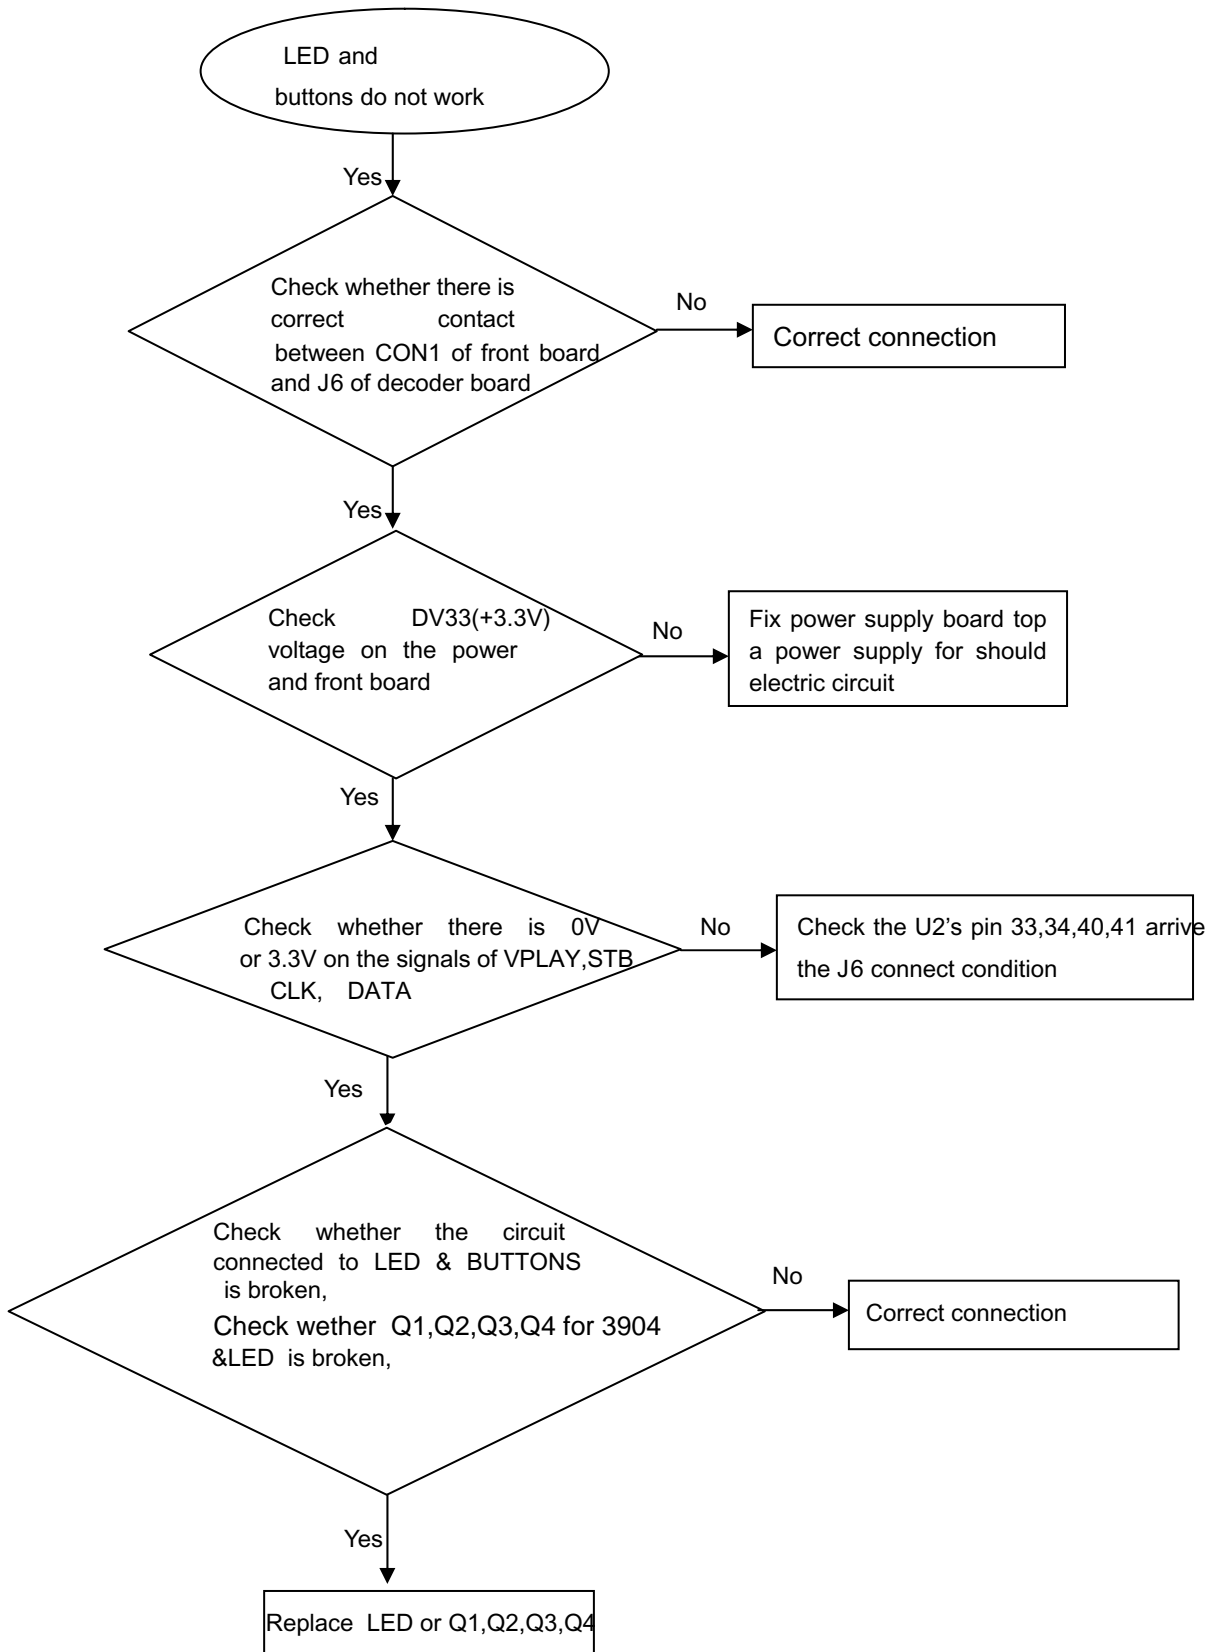 LED and
buttons do not work
Yes
Check whether there is
correct contact
between CON1 of front board
and J6 of decoder board
No
Correct connection
Yes
Check DV33(+3.3V)
voltage on the power
and front board
No
Fix power supply board top
a power supply for should
electric circuit
Yes
Check whether there is 0V
or 3.3V on the signals of VPLAY,STB
CLK, DATA
No
Check the U2's pin 33,34,40,41 arrive
the J6 connect condition
Yes
Check whether the circuit
connected to LED & BUTTONS
is broken,
Check wether Q1,Q2,Q3,Q4 for 3904
&LED is broken,
No
Correct connection
Yes
Replace LED or Q1,Q2,Q3,Q4